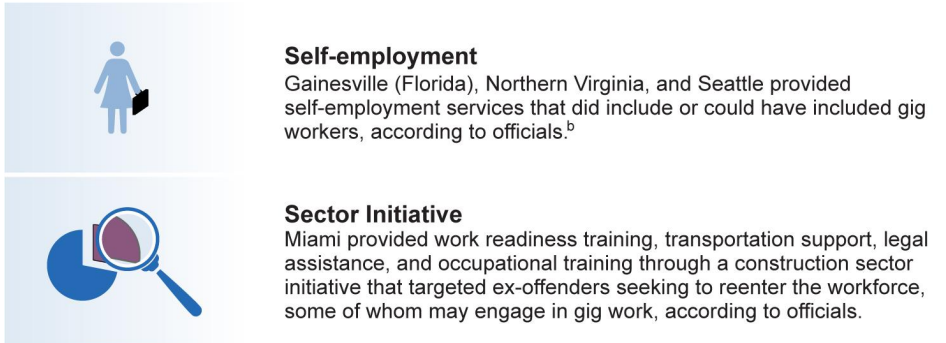 Self-employment
Gainesville (Florida), Northern Virginia, and Seattle provided
self-employment services that did include or could have included gig
workers, according to officials.ᵇ
Sector Initiative
Miami provided work readiness training, transportation support, legal
assistance, and occupational training through a construction sector
initiative that targeted ex-offenders seeking to reenter the workforce,
some of whom may engage in gig work, according to officials.